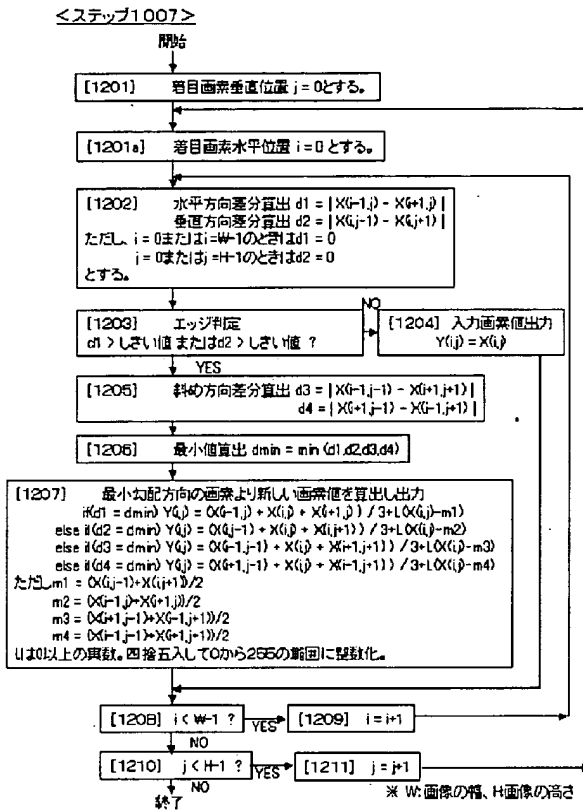 <ステップ1007>
開始
[1201] 着目画素垂直位置 j = 0とする。
[1201a] 着目画素水平位置 i = 0 とする。
[1202] 水平方向差分算出 d1 = | X(i-1,j) - X(i+1,j) |
垂直方向差分算出 d2 = | X(i,j-1) - X(i,j+1) |
ただし、i = 0またはi=W-1のときはd1 = 0
j = 0またはj=H-1のときはd2 = 0
とする。
[1203] エッジ判定
d1 > しきい値 またはd2 > しきい値 ?
NO
[1204] 入力画素値出力
Y(i,j) = X(i,j)
YES
[1205] 斜め方向差分算出 d3 = | X(i-1,j-1) - X(i+1,j+1) |
d4 = | X(i+1,j-1) - X(i-1,j+1) |
[1206] 最小値算出 dmin = min (d1,d2,d3,d4)
[1207] 最小勾配方向の画素より新しい画素値を算出し出力
if(d1 = dmin) Y(i,j) = (X(i-1,j) + X(i,j) + X(i+1,j)) / 3+L(X(i,j)-m1)
else if(d2 = dmin) Y(i,j) = (X(i,j-1) + X(i,j) + X(i,j+1)) / 3+L(X(i,j)-m2)
else if(d3 = dmin) Y(i,j) = (X(i-1,j-1) + X(i,j) + X(i+1,j+1)) / 3+L(X(i,j)-m3)
else if(d4 = dmin) Y(i,j) = (X(i+1,j-1) + X(i,j) + X(i-1,j+1)) / 3+L(X(i,j)-m4)
ただしm1 = (X(i,j-1)+X(i,j+1))/2
m2 = (X(i-1,j)+X(i+1,j))/2
m3 = (X(i+1,j-1)+X(i-1,j+1))/2
m4 = (X(i-1,j-1)+X(i+1,j+1))/2
Lは0以上の実数。四捨五入して0から255の範囲に整数化。
[1208] i < W-1 ?
YES
[1209] i = i+1
NO
[1210] j < H-1 ?
YES
[1211] j = j+1
NO
終了
※ W:画像の幅、H:画像の高さ